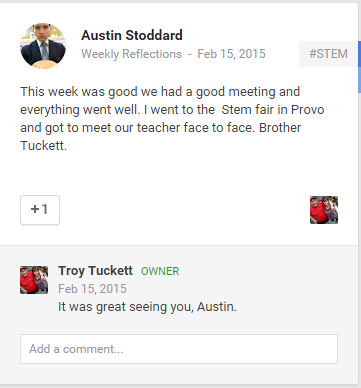 Austin Stoddard
Weekly Reflections - Feb 15, 2015
#STEM
This week was good we had a good meeting and
everything went well. I went to the Stem fair in Provo
and got to meet our teacher face to face. Brother
Tuckett.
+1
Troy Tuckett OWNER
Feb 15, 2015
It was great seeing you, Austin.
Add a comment...